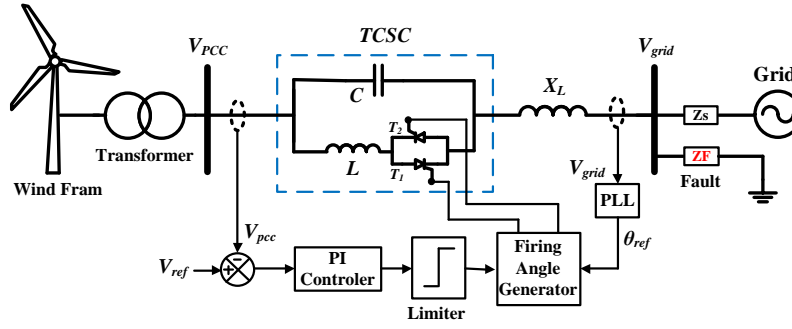 TCSC
V_PCC
V_grid
Grid
C
X_L
Zs
T_2
L
T_1
ZF
Transformer
Wind Fram
Fault
V_grid
PLL
V_pcc
θ_ref
V_ref
PI
Controler
Firing
Angle
Generator
Limiter